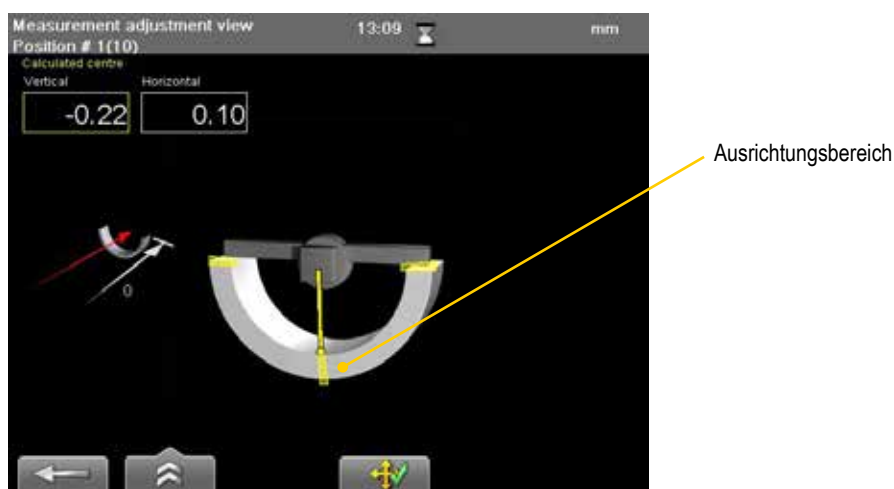 Measurement adjustment view
13:09
mm
Position # 1(10)
Calculated centre
Vertical
Horizontal
-0.22
0.10
Ausrichtungsbereich
0